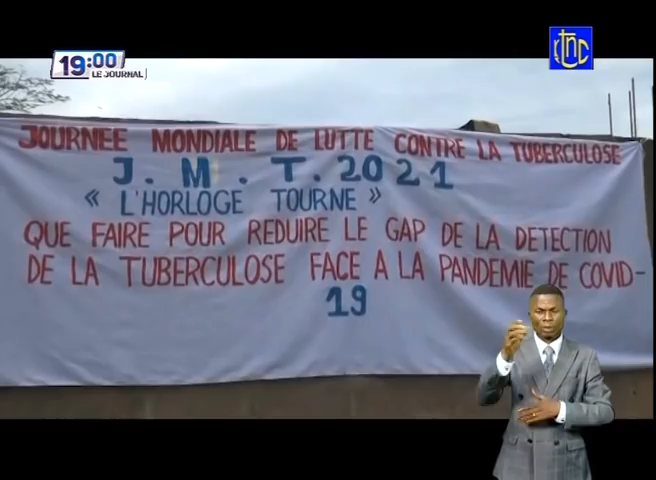 19:00
LE JOURNAL
rtnc
JOURNEE MONDIALE DE LUTTE CONTRE LA TUBERCULOSE
J. M. T. 2021
« L'HORLOGE TOURNE »
QUE FAIRE POUR REDUIRE LE GAP DE LA DETECTION
DE LA TUBERCULOSE FACE A LA PANDEMIE DE COVID-
19